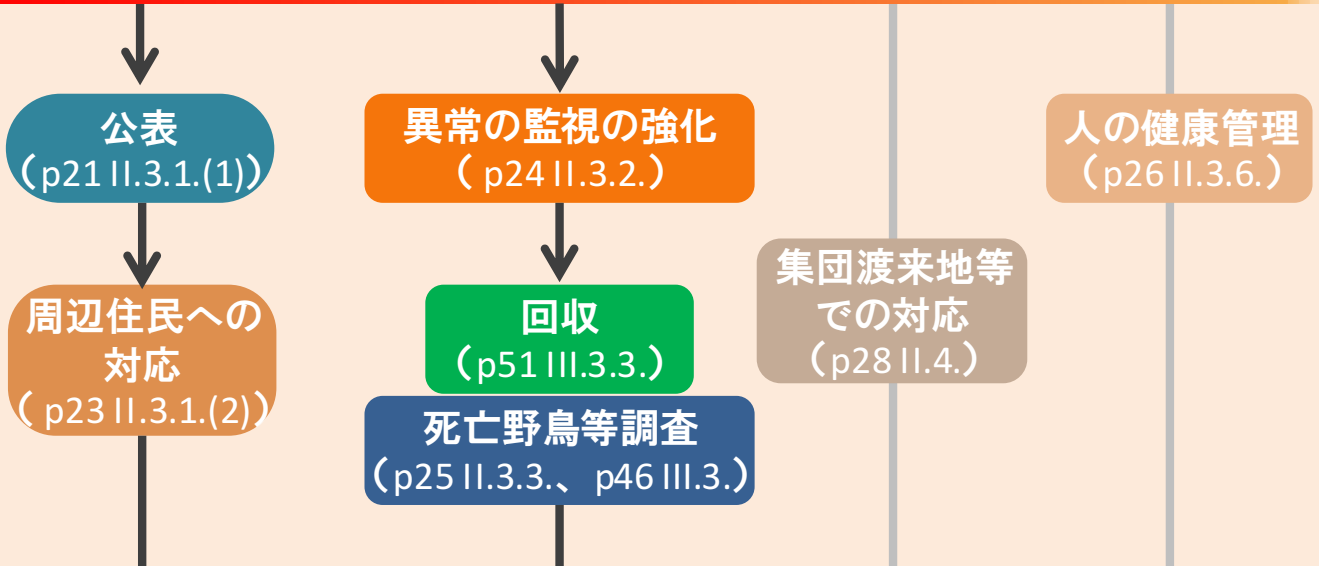 公表
（p21 II.3.1.(1)）
周辺住民への
対応
（ p23 II.3.1.(2)）
異常の監視の強化
（ p24 II.3.2.）
回収
（p51 III.3.3.）
死亡野鳥等調査
（p25 II.3.3.、 p46 III.3.）
集団渡来地等
での対応
（p28 II.4.）
人の健康管理
（p26 II.3.6.）